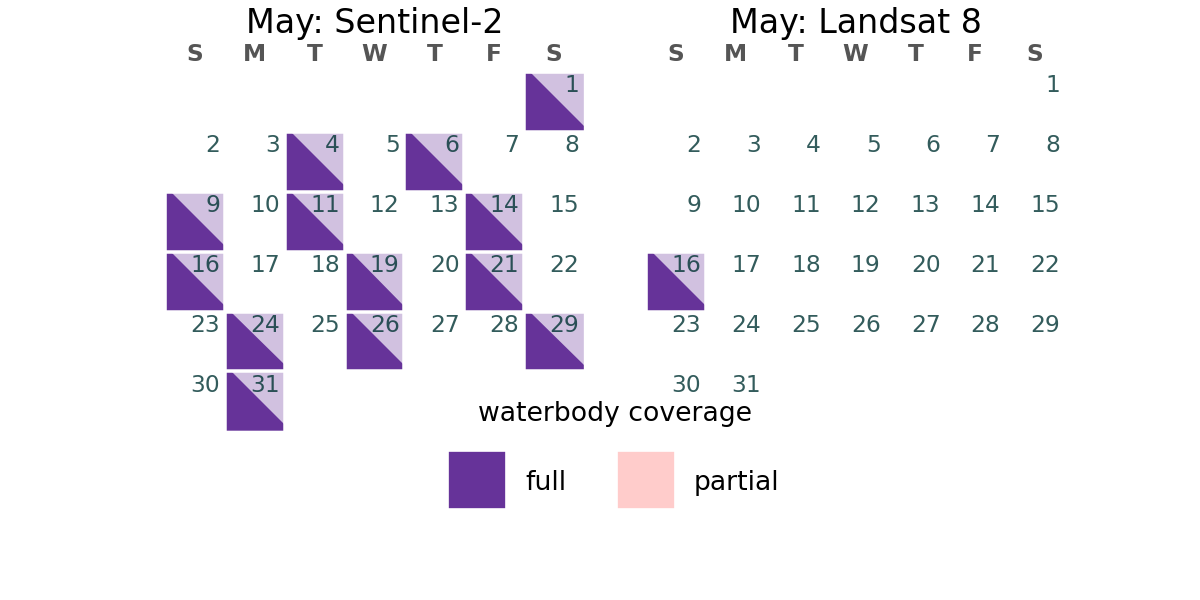 May: Sentinel-2
S M T W T F S
1
2 3 4 5 6 7 8
9 10 11 12 13 14 15
16 17 18 19 20 21 22
23 24 25 26 27 28 29
30 31
May: Landsat 8
S M T W T F S
1
2 3 4 5 6 7 8
9 10 11 12 13 14 15
16 17 18 19 20 21 22
23 24 25 26 27 28 29
30 31
waterbody coverage
full partial